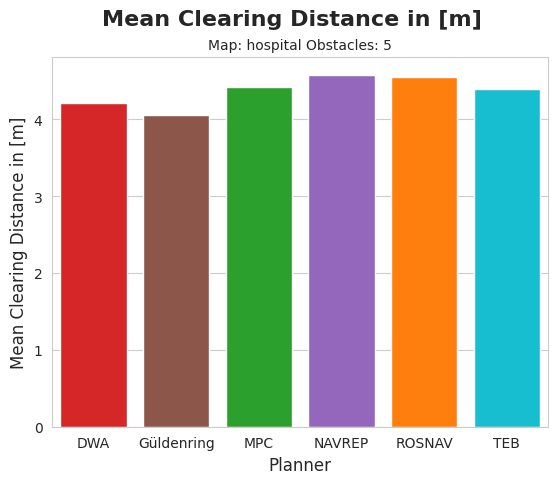 Mean Clearing Distance in [m]
Map: hospital Obstacles: 5
Mean Clearing Distance in [m]
4
3
2
1
0
DWA Güldenring MPC NAVREP ROSNAV TEB
Planner